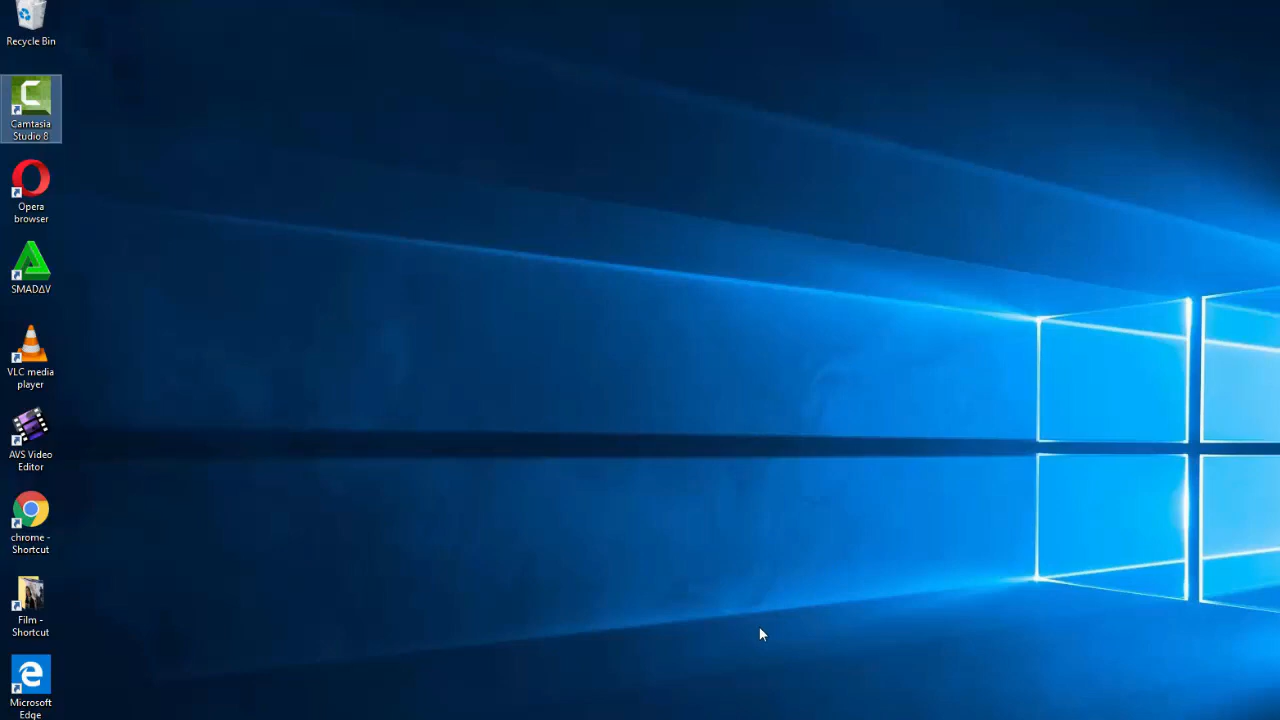 Recycle Bin
Camtasia
Studio 8
Opera
browser
SMADΔV
VLC media
player
AVS Video
Editor
chrome -
Shortcut
Film -
Shortcut
Microsoft
Edge